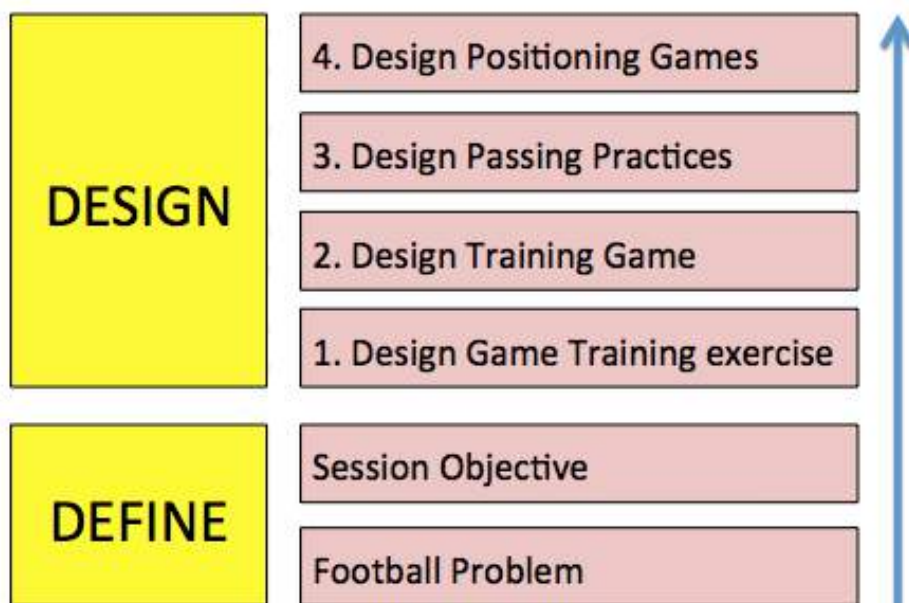 DESIGN
4. Design Positioning Games
3. Design Passing Practices
2. Design Training Game
1. Design Game Training exercise
DEFINE
Session Objective
Football Problem